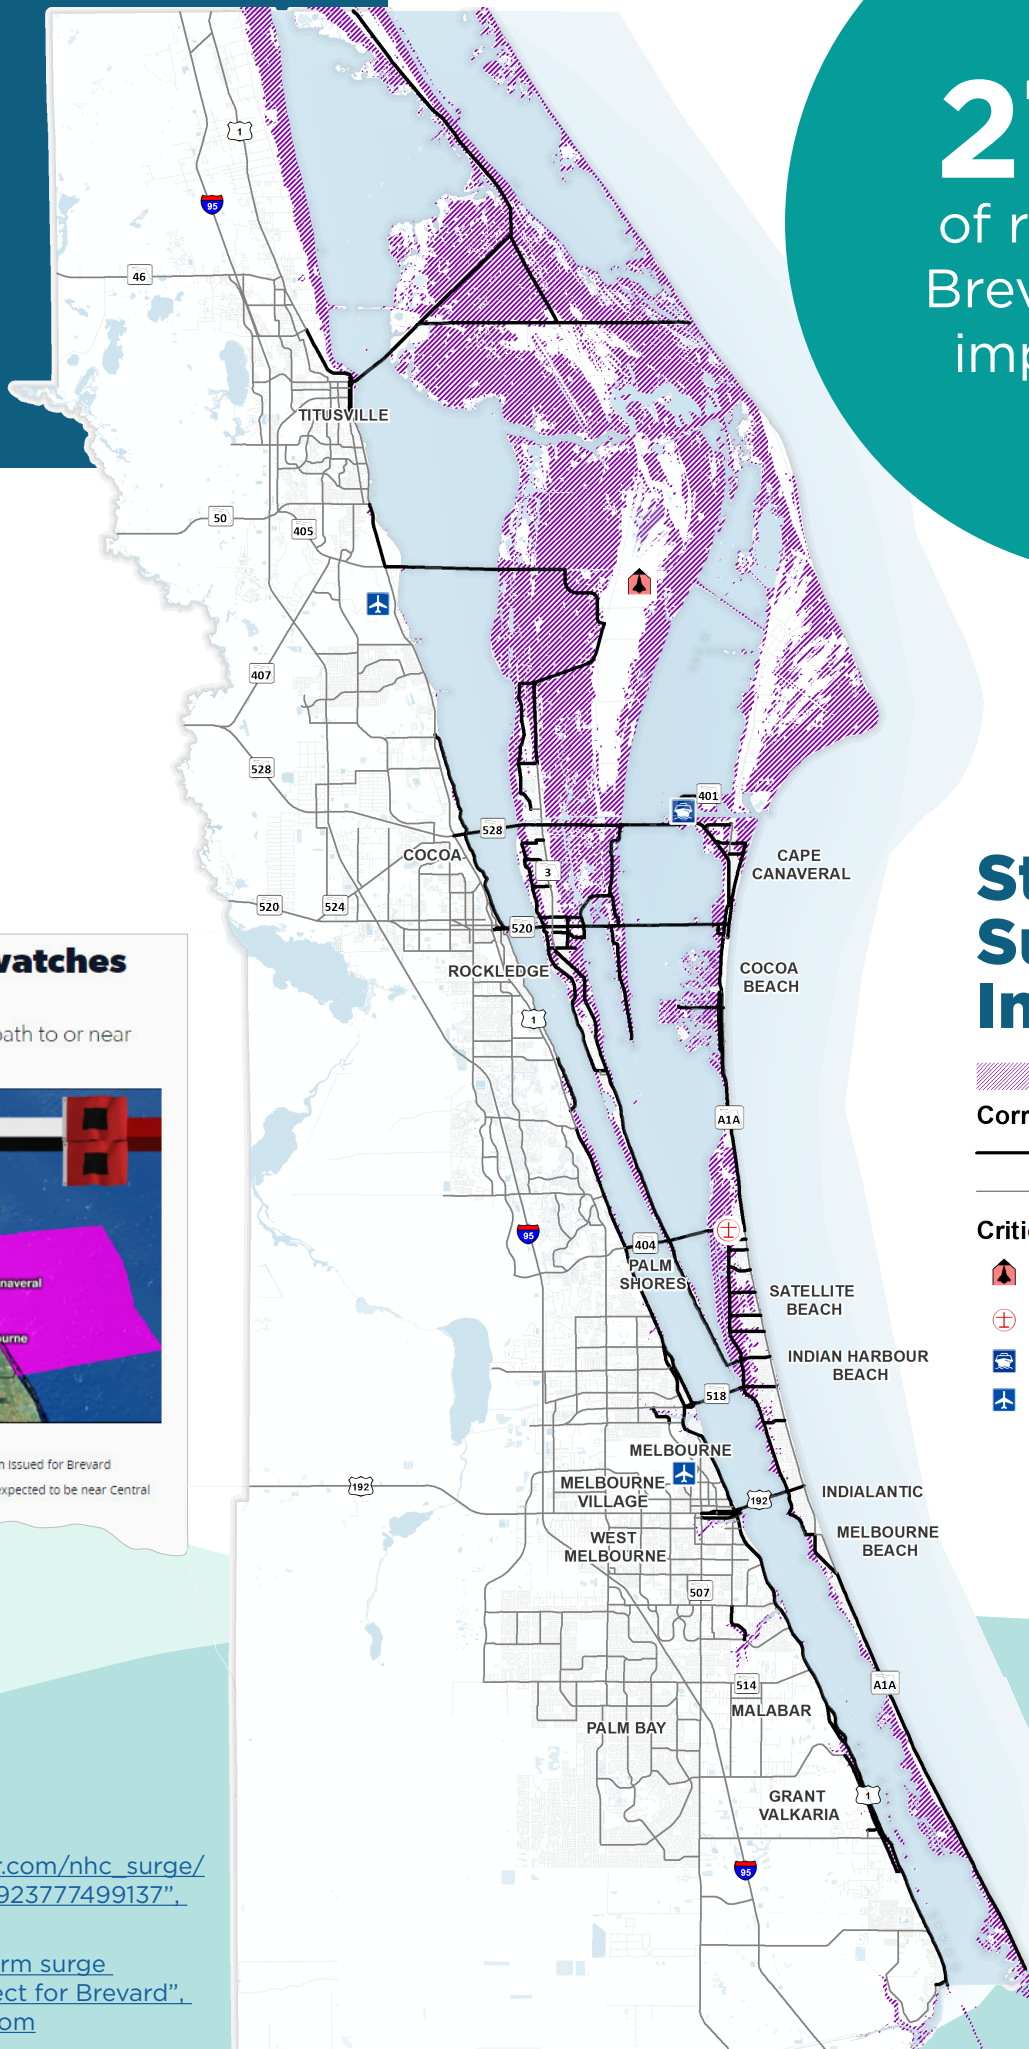 2
of r
Brev
imp
1
95
46
TITUSVILLE
50
405
407
528
401
528
COCOA
3
CAPE
CANAVERAL
520
524
520
ROCKLEDGE
COCOA
BEACH
1
A1A
95
404
PALM
SHORES
SATELLITE
BEACH
INDIAN HARBOUR
BEACH
518
MELBOURNE
192
MELBOURNE
VILLAGE
192
INDIALANTIC
WEST
MELBOURNE
MELBOURNE
BEACH
507
514
A1A
MALABAR
PALM BAY
GRANT
VALKARIA
1
95
watches
path to or near
naveral
urne
n issued for Brevard
expected to be near Central
r.com/nhc_surge/
923777499137”,
rm surge
ect for Brevard”,
om
St
Su
In
Corr
Criti